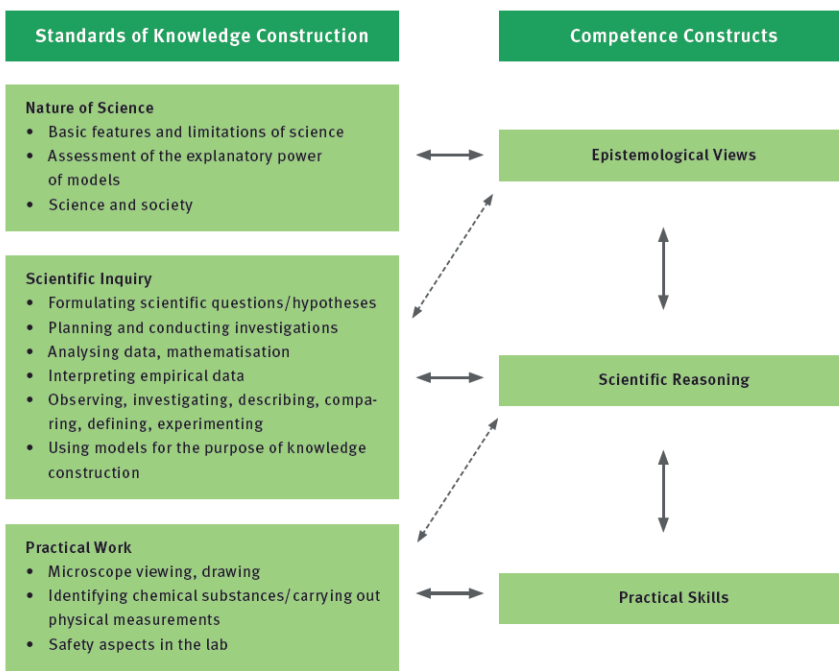 Standards of Knowledge Construction
Nature of Science
• Basic features and limitations of science
• Assessment of the explanatory power
of models
• Science and society
Scientific Inquiry
• Formulating scientific questions/hypotheses
• Planning and conducting investigations
• Analysing data, mathematisation
• Interpreting empirical data
• Observing, investigating, describing, compa-
ring, defining, experimenting
• Using models for the purpose of knowledge
construction
Practical Work
• Microscope viewing, drawing
• Identifying chemical substances/carrying out
physical measurements
• Safety aspects in the lab
Competence Constructs
Epistemological Views
Scientific Reasoning
Practical Skills